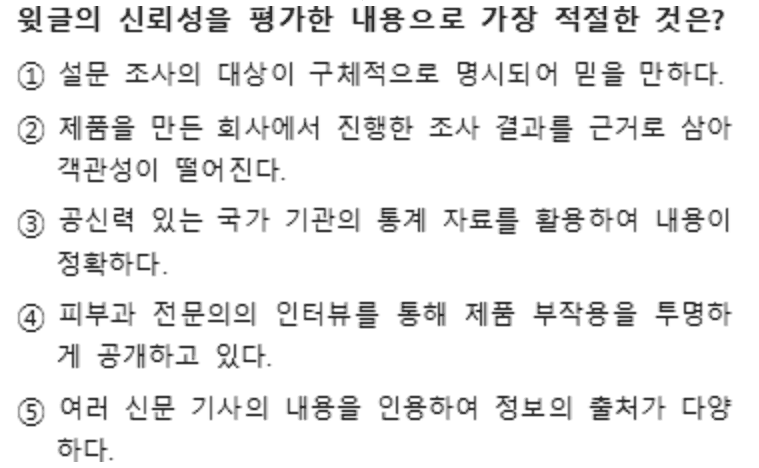 윗글의 신뢰성을 평가한 내용으로 가장 적절한 것은?
① 설문 조사의 대상이 구체적으로 명시되어 믿을 만하다.
② 제품을 만든 회사에서 진행한 조사 결과를 근거로 삼아
객관성이 떨어진다.
③ 공신력 있는 국가 기관의 통계 자료를 활용하여 내용이
정확하다.
④ 피부과 전문의의 인터뷰를 통해 제품 부작용을 투명하
게 공개하고 있다.
⑤ 여러 신문 기사의 내용을 인용하여 정보의 출처가 다양
하다.